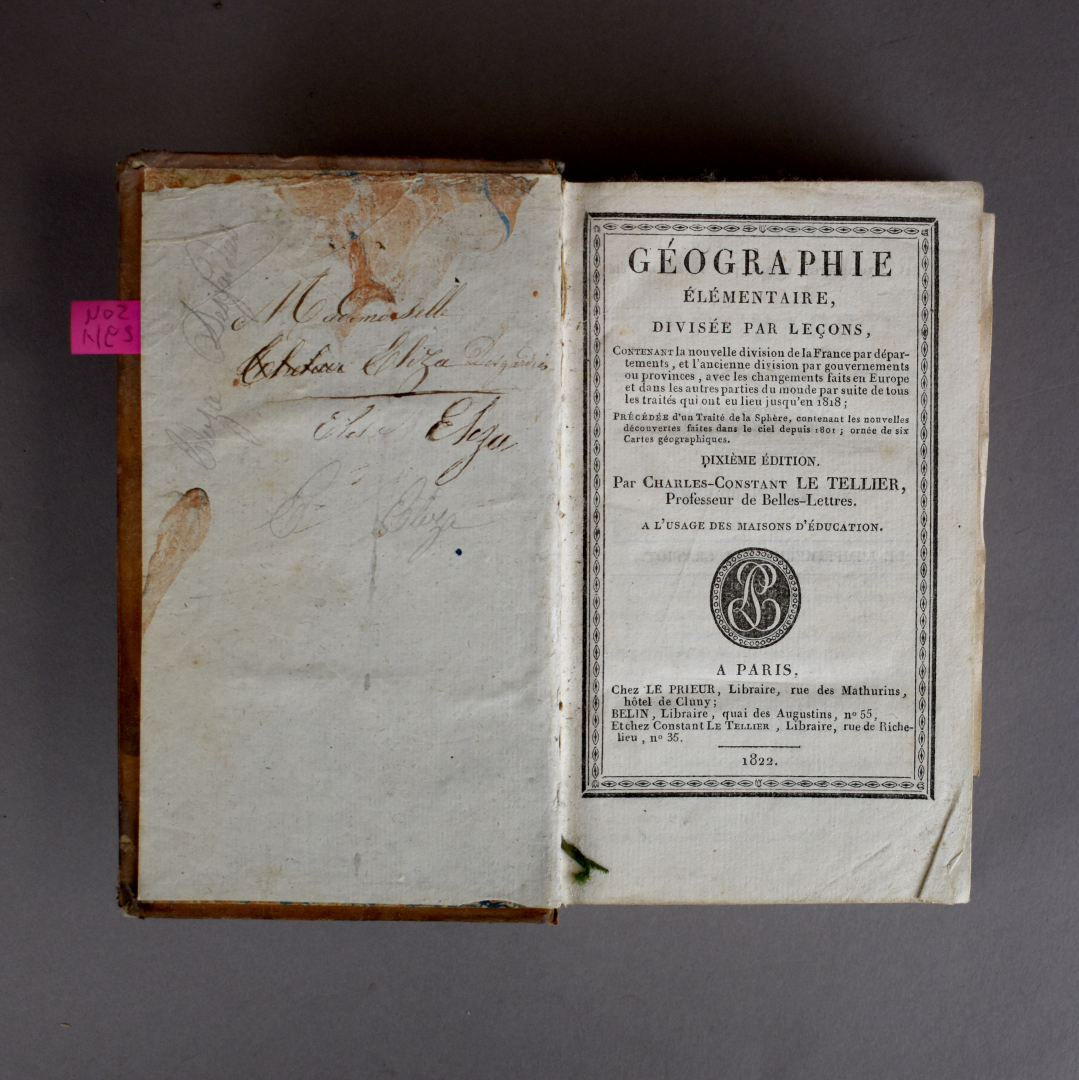 Mademoiselle
Eliza
Eliza
Eliza
GÉOGRAPHIE
ÉLÉMENTAIRE,
DIVISÉE PAR LEÇONS,
CONTENANT la nouvelle division de la France par dépar-
tements, et l'ancienne division par gouvernements
ou provinces, avec les changements faits en Europe
et dans les autres parties du monde par suite de tous
les traités qui ont eu lieu jusqu'en 1818;
PRÉCÉDÉE d'un Traité de la Sphère, contenant les nouvelles
découvertes faites dans le ciel depuis 1801; ornée de six
Cartes géographiques.
DIXIÈME ÉDITION.
Par CHARLES-CONSTANT LE TELLIER,
Professeur de Belles-Lettres.
A L'USAGE DES MAISONS D'ÉDUCATION.
A PARIS,
Chez LE PRIEUR, Libraire, rue des Mathurins,
hôtel de Cluny;
BELIN, Libraire, quai des Augustins, nº 55,
Et chez Constant LE TELLIER, Libraire, rue de Riche-
lieu, nº 35.
1822.